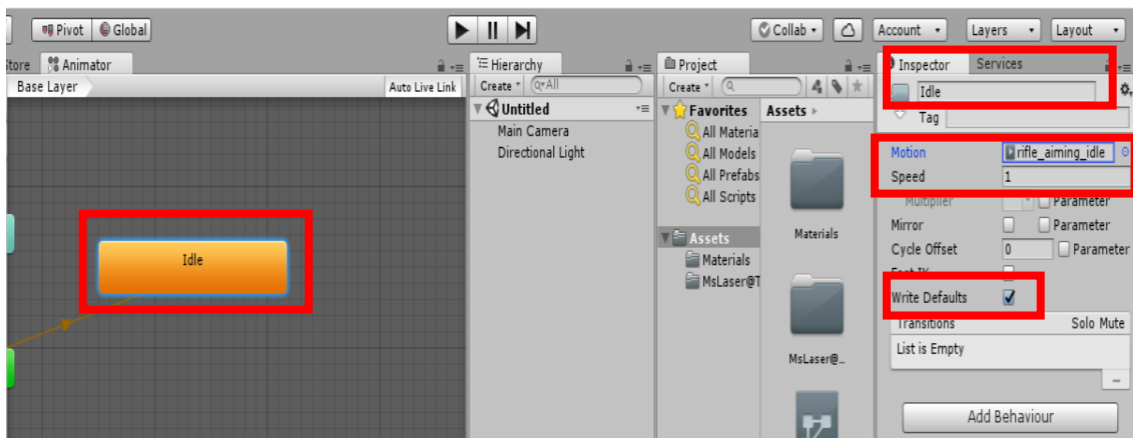 Pivot Global Collab Account Layers Layout
Store Animator
Base Layer Auto Live Link
Idle
Hierarchy
Create All
Untitled
Main Camera
Directional Light
Project
Create
Favorites
All Materia
All Models
All Prefabs
All Scripts
Assets
Materials
MsLaser@T
Assets
Materials
MsLaser@_
Inspector Services
Idle
Tag
Motion rifle_aiming_idle
Speed 1
Multiplier Parameter
Mirror Parameter
Cycle Offset 0 Parameter
Foot IK
Write Defaults
Transitions Solo Mute
List is Empty
Add Behaviour